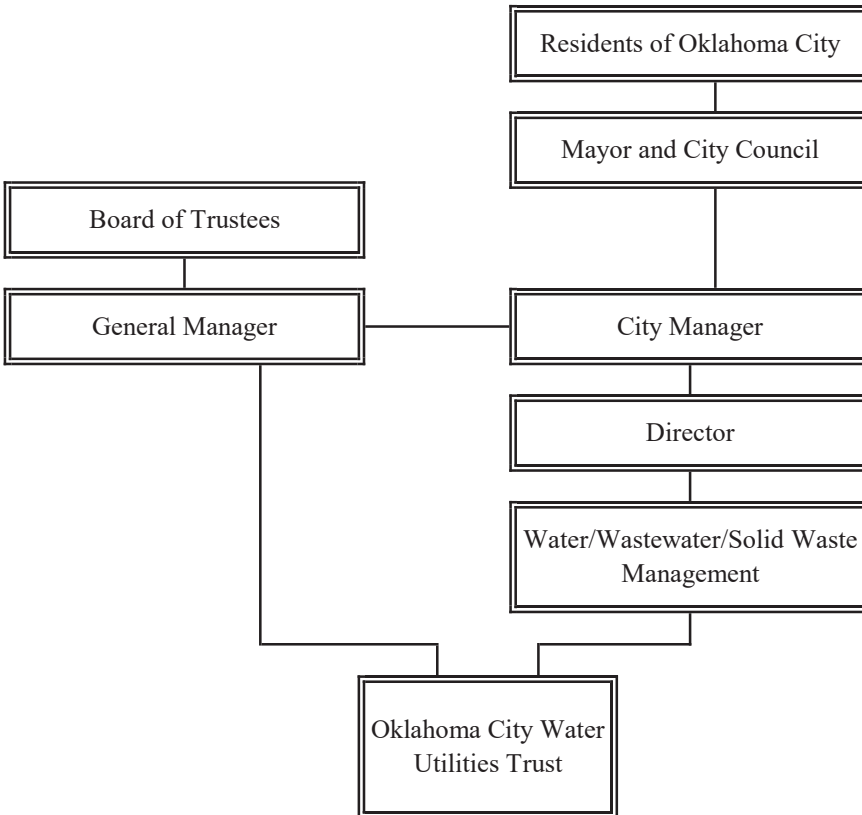 Residents of Oklahoma City
Mayor and City Council
Board of Trustees
General Manager
City Manager
Director
Water/Wastewater/Solid Waste
Management
Oklahoma City Water
Utilities Trust